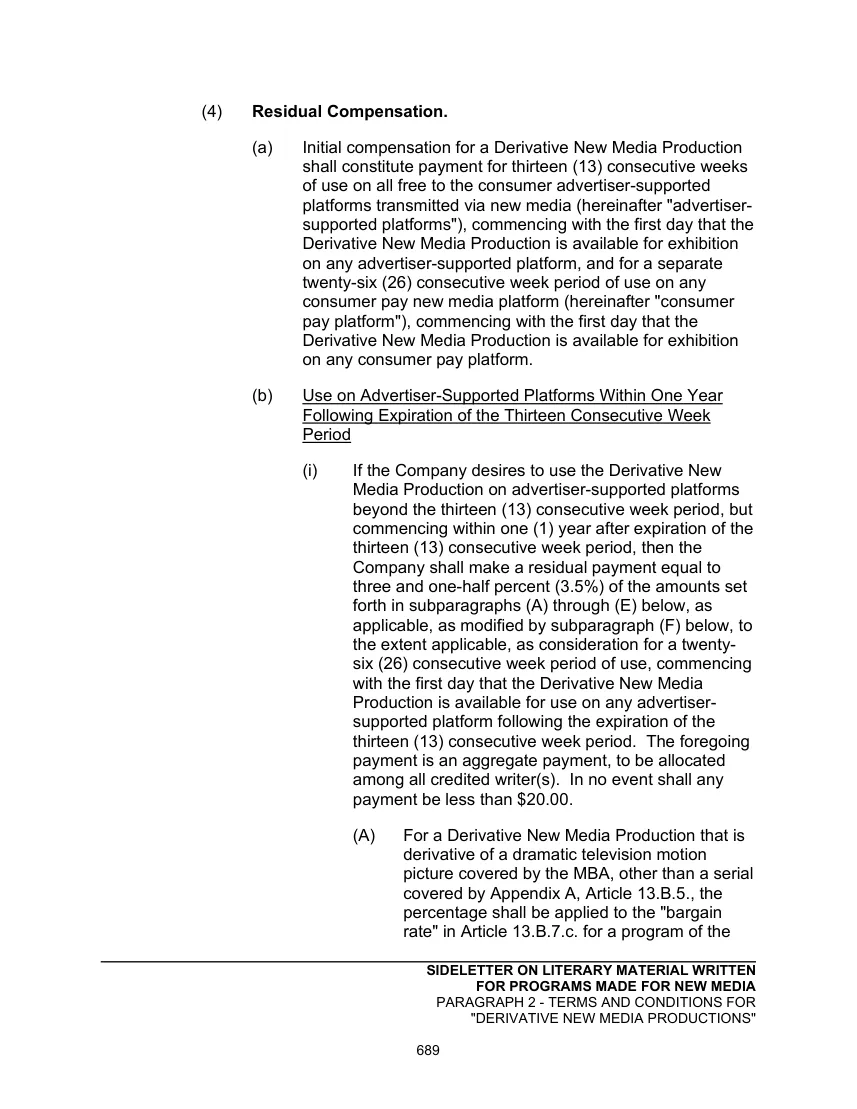 (4) Residual Compensation.
(a) Initial compensation for a Derivative New Media Production
shall constitute payment for thirteen (13) consecutive weeks
of use on all free to the consumer advertiser-supported
platforms transmitted via new media (hereinafter "advertiser-
supported platforms"), commencing with the first day that the
Derivative New Media Production is available for exhibition
on any advertiser-supported platform, and for a separate
twenty-six (26) consecutive week period of use on any
consumer pay new media platform (hereinafter "consumer
pay platform"), commencing with the first day that the
Derivative New Media Production is available for exhibition
on any consumer pay platform.
(b) Use on Advertiser-Supported Platforms Within One Year
Following Expiration of the Thirteen Consecutive Week
Period
(i) If the Company desires to use the Derivative New
Media Production on advertiser-supported platforms
beyond the thirteen (13) consecutive week period, but
commencing within one (1) year after expiration of the
thirteen (13) consecutive week period, then the
Company shall make a residual payment equal to
three and one-half percent (3.5%) of the amounts set
forth in subparagraphs (A) through (E) below, as
applicable, as modified by subparagraph (F) below, to
the extent applicable, as consideration for a twenty-
six (26) consecutive week period of use, commencing
with the first day that the Derivative New Media
Production is available for use on any advertiser-
supported platform following the expiration of the
thirteen (13) consecutive week period.  The foregoing
payment is an aggregate payment, to be allocated
among all credited writer(s).  In no event shall any
payment be less than $20.00.
(A) For a Derivative New Media Production that is
derivative of a dramatic television motion
picture covered by the MBA, other than a serial
covered by Appendix A, Article 13.B.5., the
percentage shall be applied to the "bargain
rate" in Article 13.B.7.c. for a program of the
SIDELETTER ON LITERARY MATERIAL WRITTEN
FOR PROGRAMS MADE FOR NEW MEDIA
PARAGRAPH 2 - TERMS AND CONDITIONS FOR
"DERIVATIVE NEW MEDIA PRODUCTIONS"
689